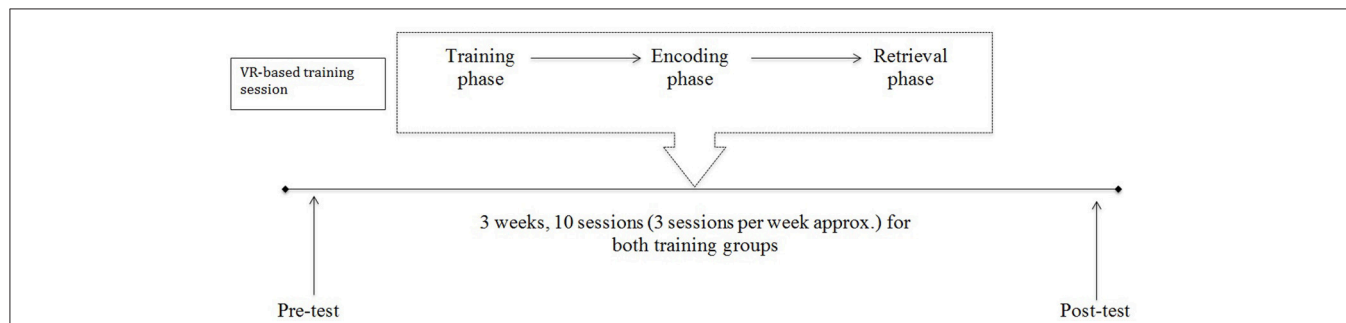 VR-based training
session
Training
phase
Encoding
phase
Retrieval
phase
3 weeks, 10 sessions (3 sessions per week approx.) for
both training groups
Pre-test
Post-test